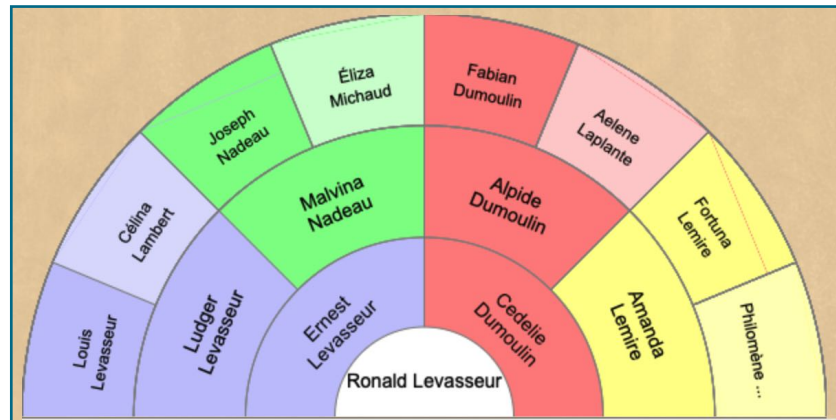 Louis
Levasseur
Célina
Lambert
Joseph
Nadeau
Éliza
Michaud
Fabian
Dumoulin
Aelene
Laplante
Fortuna
Lemire
Philomène ...
Ludger
Levasseur
Malvina
Nadeau
Alpide
Dumoulin
Amanda
Lemire
Ernest
Levasseur
Cedelie
Dumoulin
Ronald Levasseur